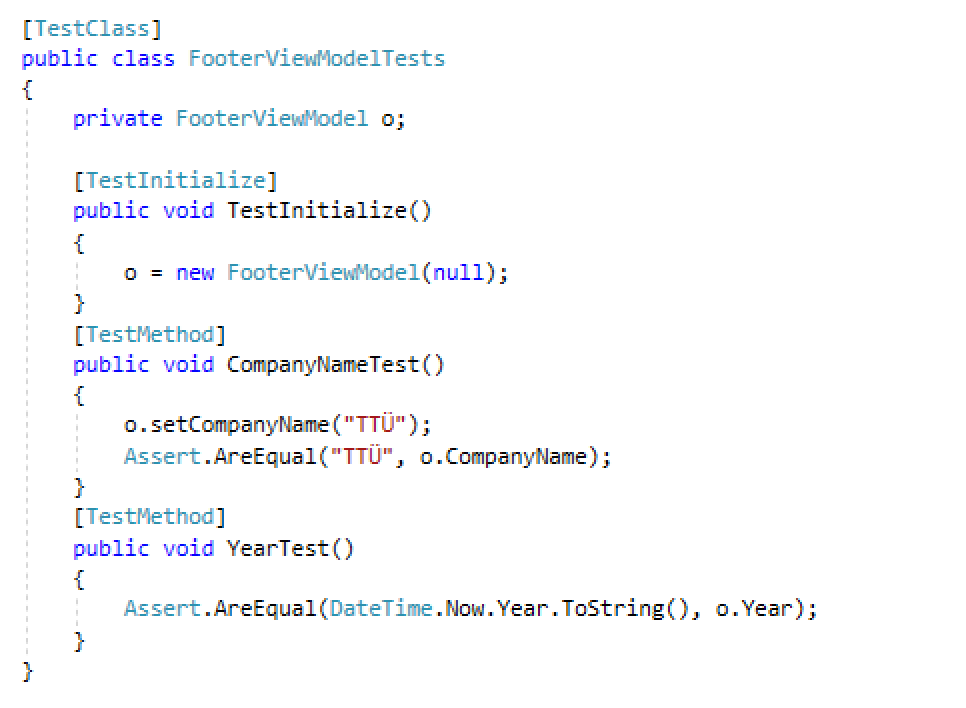 [TestClass]
public class FooterViewModelTests
{
    private FooterViewModel o;

    [TestInitialize]
    public void TestInitialize()
    {
        o = new FooterViewModel(null);
    }
    [TestMethod]
    public void CompanyNameTest()
    {
        o.setCompanyName("TTÜ");
        Assert.AreEqual("TTÜ", o.CompanyName);
    }
    [TestMethod]
    public void YearTest()
    {
        Assert.AreEqual(DateTime.Now.Year.ToString(), o.Year);
    }
}